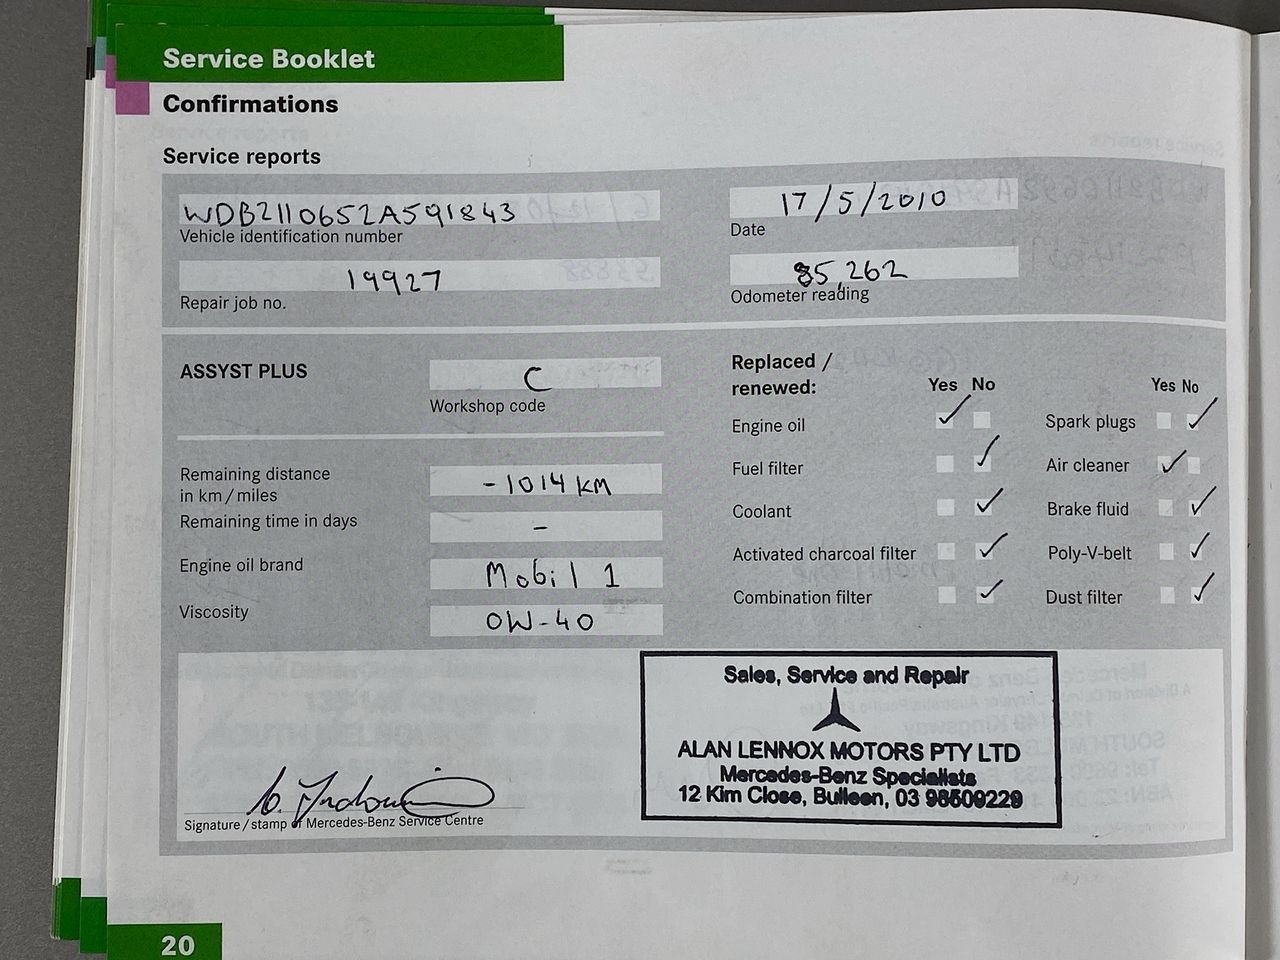 Service Booklet
Confirmations
Service reports
WDB2110652A591843
Vehicle identification number
17/5/2010
Date
19927
Repair job no.
85,262
Odometer reading
ASSYST PLUS
C
Workshop code
Remaining distance
in km/miles
-1014 KM
Remaining time in days
-
Engine oil brand
Mobil 1
Viscosity
0W-40
Replaced /
renewed:
Yes No
Engine oil
Fuel filter
Coolant
Activated charcoal filter
Combination filter
Yes No
Spark plugs
Air cleaner
Brake fluid
Poly-V-belt
Dust filter
Signature/stamp of Mercedes-Benz Service Centre
Sales, Service and Repair
ALAN LENNOX MOTORS PTY LTD
Mercedes-Benz Specialists
12 Kim Close, Bulleen, 03 98509229
20